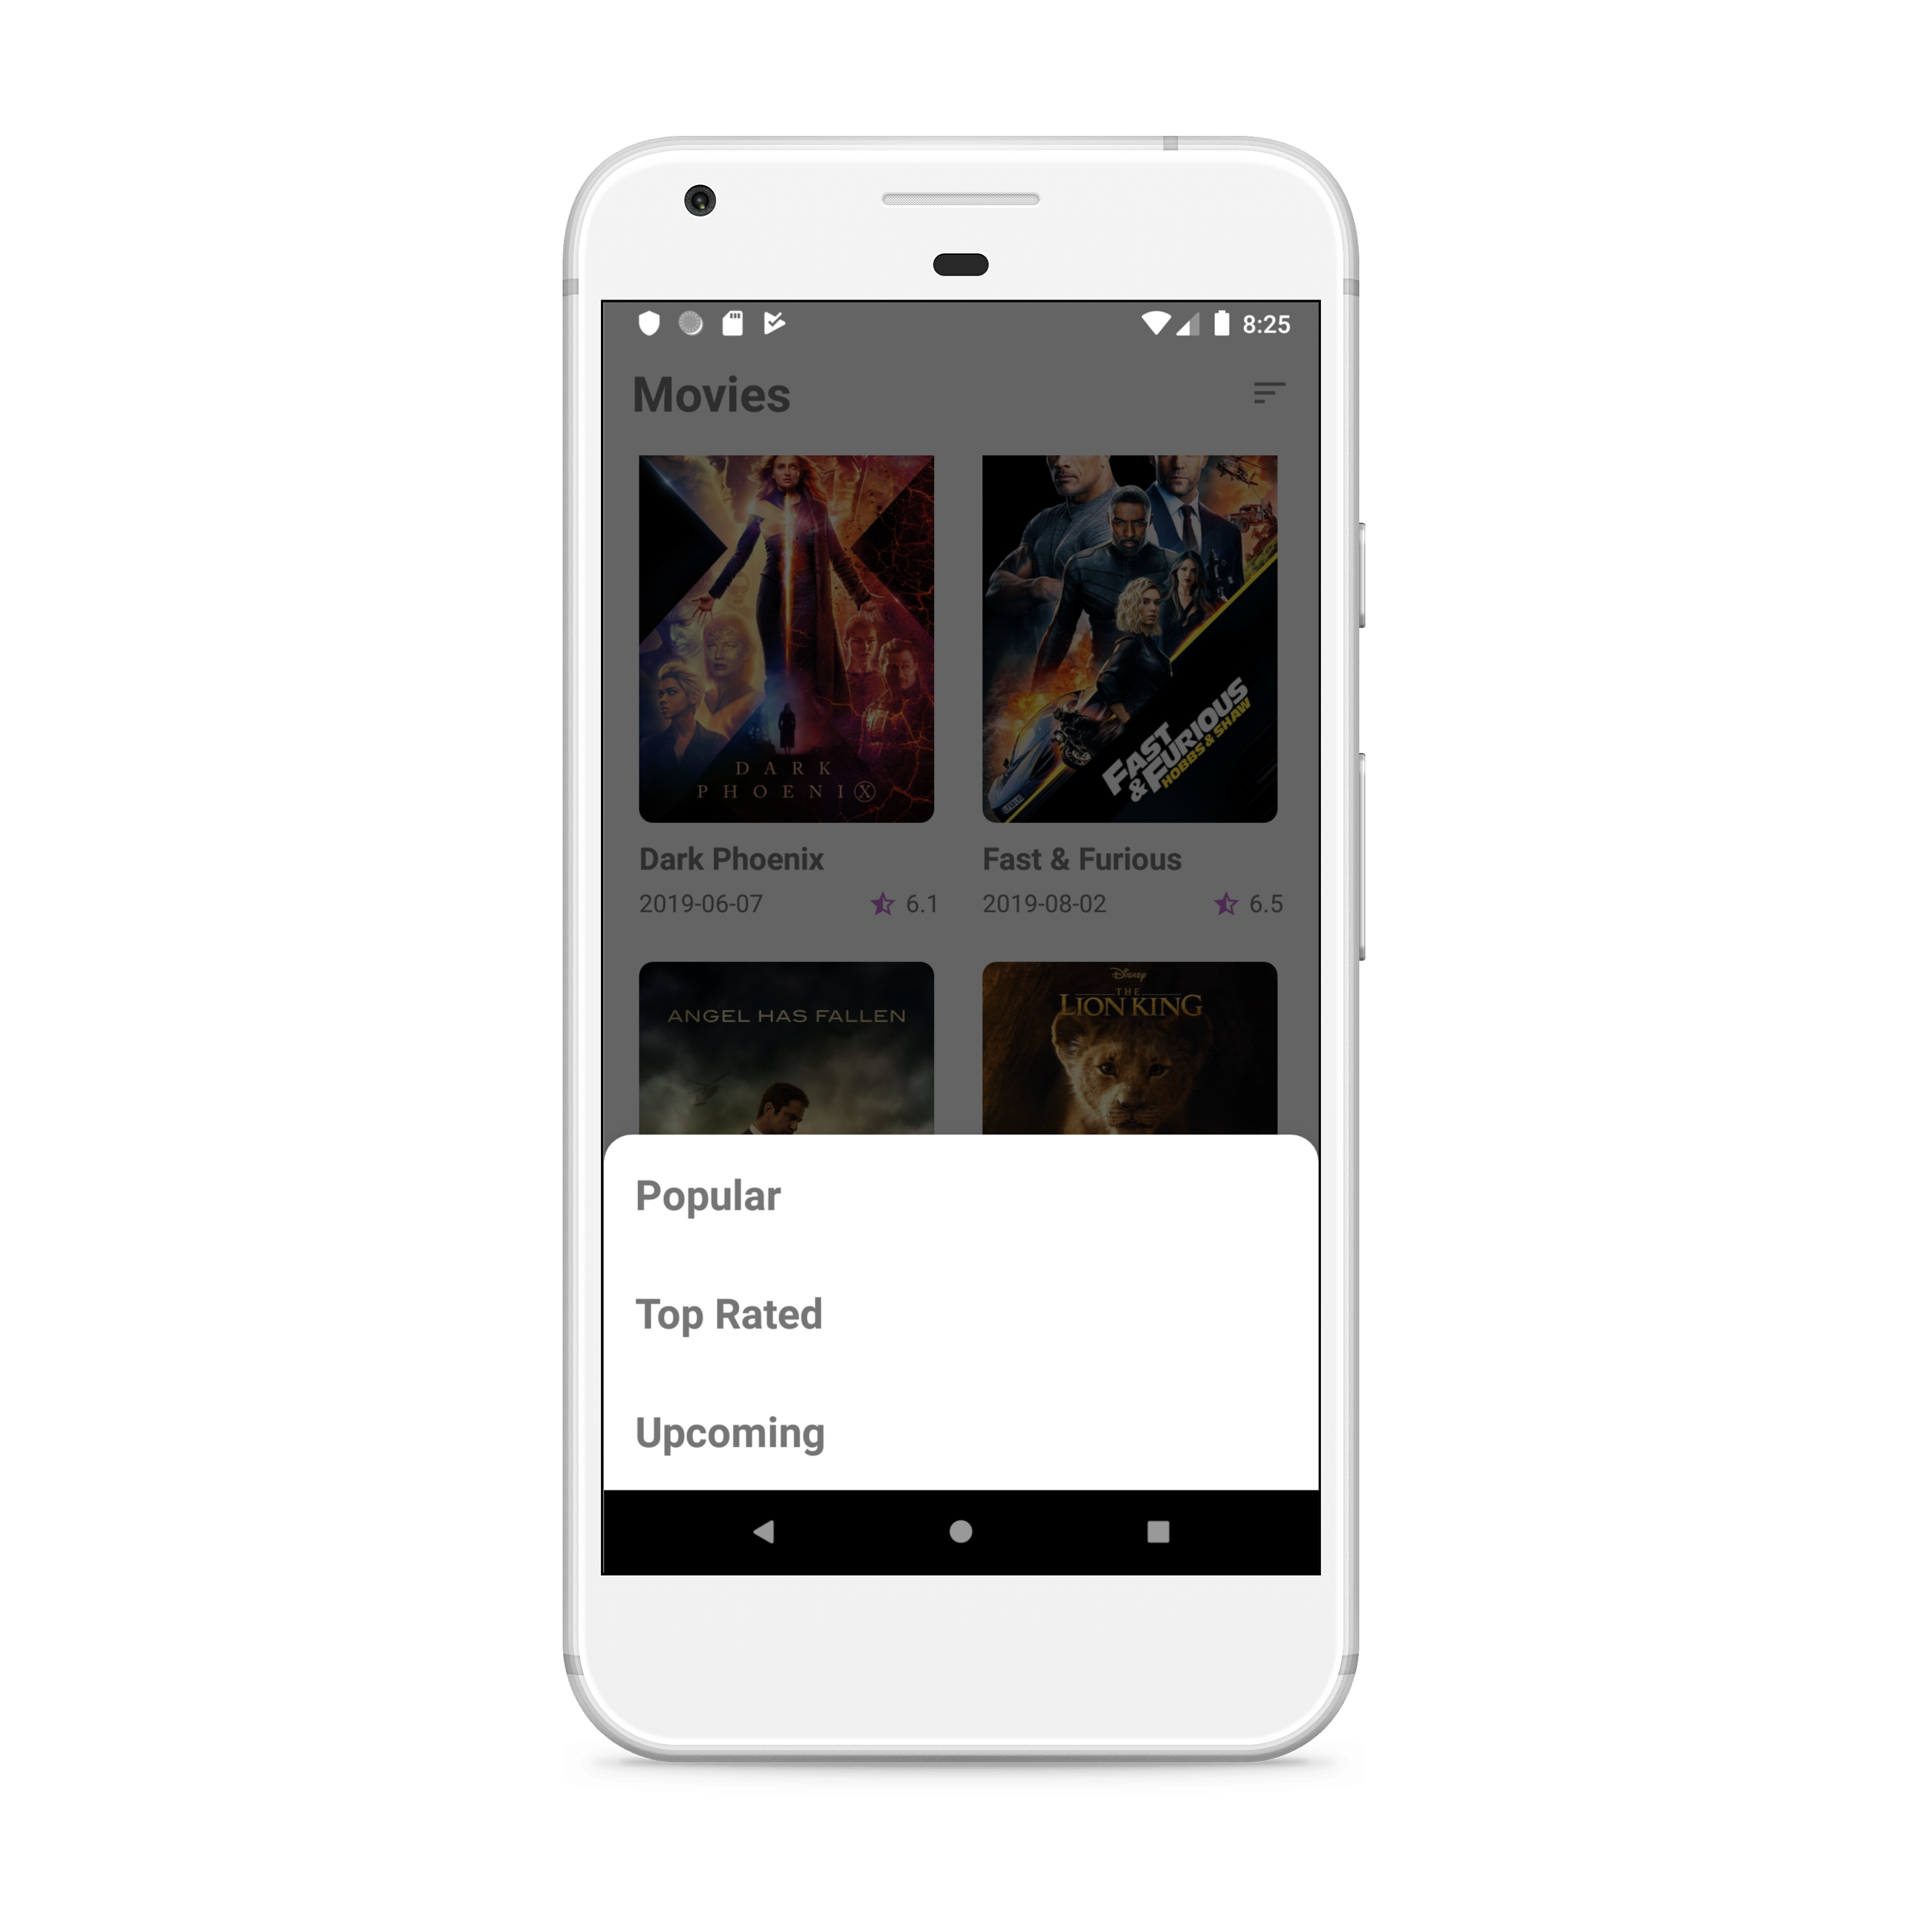 8:25
Movies
DARK
PHOENIX
FAST
& FURIOUS
HOBBS & SHAW
Dark Phoenix
Fast & Furious
2019-06-07
6.1
2019-08-02
6.5
ANGEL HAS FALLEN
Disney
THE
LION KING
Popular
Top Rated
Upcoming